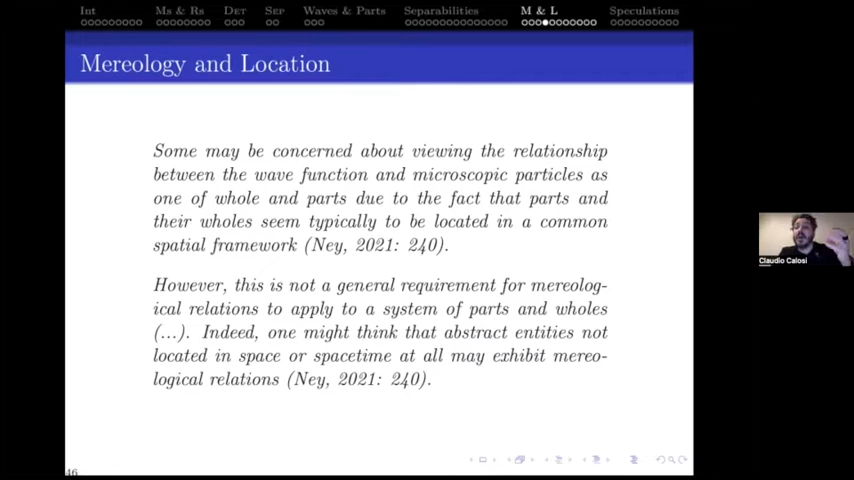 Int Ms & Rs Det Sep Waves & Parts Separabilities M & L Speculations
Mereology and Location
Some may be concerned about viewing the relationship
between the wave function and microscopic particles as
one of whole and parts due to the fact that parts and
their wholes seem typically to be located in a common
spatial framework (Ney, 2021: 240).
However, this is not a general requirement for mereolog-
ical relations to apply to a system of parts and wholes
(...). Indeed, one might think that abstract entities not
located in space or spacetime at all may exhibit mereo-
logical relations (Ney, 2021: 240).
Claudio Calosi
46